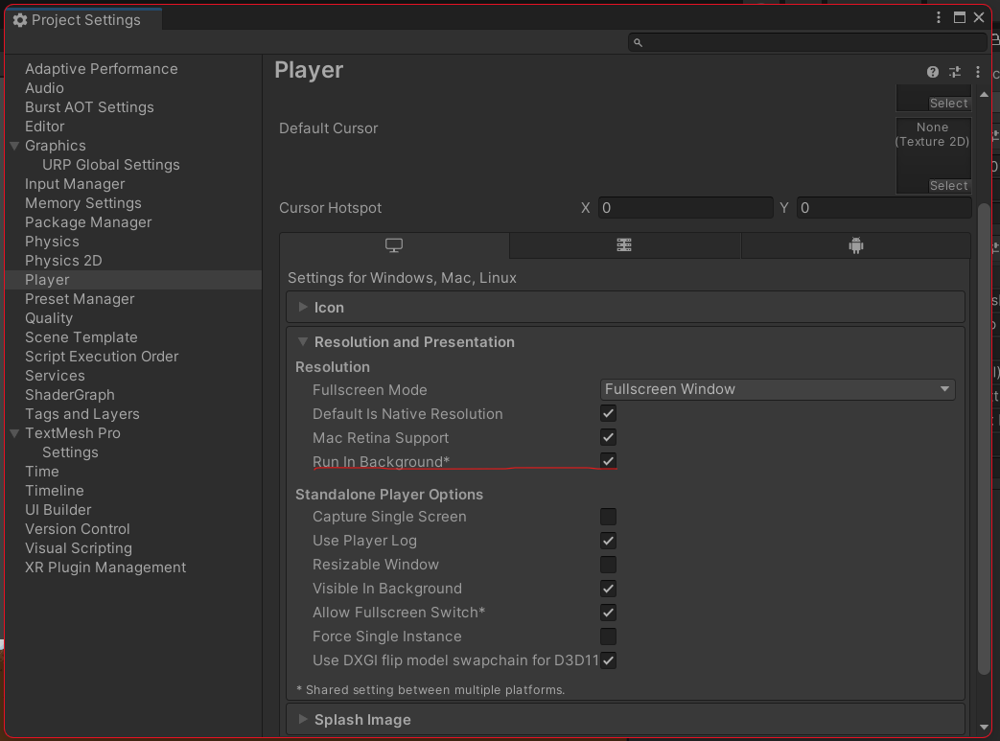 Project Settings
Adaptive Performance
Audio
Burst AOT Settings
Editor
Graphics
URP Global Settings
Input Manager
Memory Settings
Package Manager
Physics
Physics 2D
Player
Preset Manager
Quality
Scene Template
Script Execution Order
Services
ShaderGraph
Tags and Layers
TextMesh Pro
Settings
Time
Timeline
UI Builder
Version Control
Visual Scripting
XR Plugin Management
Player
Select
Default Cursor
None
(Texture 2D)
Select
Cursor Hotspot X 0 Y 0
Settings for Windows, Mac, Linux
Icon
Resolution and Presentation
Resolution
Fullscreen Mode Fullscreen Window
Default Is Native Resolution
Mac Retina Support
Run In Background*
Standalone Player Options
Capture Single Screen
Use Player Log
Resizable Window
Visible In Background
Allow Fullscreen Switch*
Force Single Instance
Use DXGI flip model swapchain for D3D11
* Shared setting between multiple platforms.
Splash Image